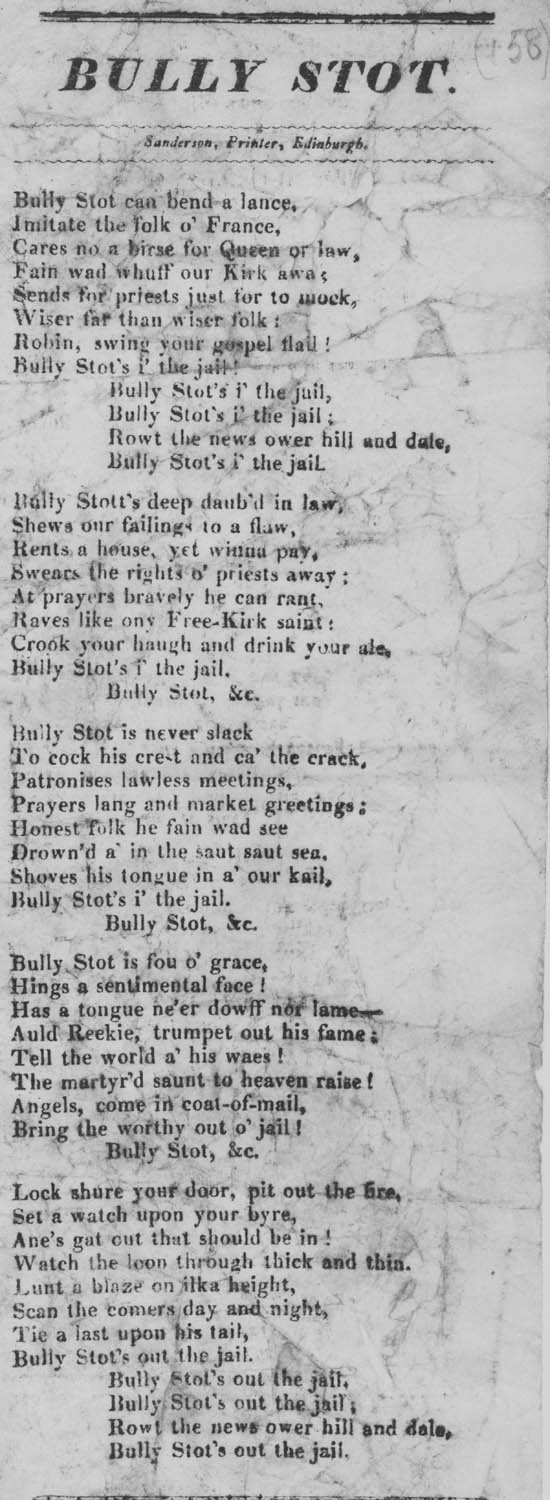 (158)
BULLY STOT.
Sanderson, Printer, Edinburgh.
Bully Stot can bend a lance,
Imitate the folk o' France,
Cares no a birse for Queen or law,
Fain wad whuff our Kirk awa;
Sends for priests just for to mock,
Wiser far than wiser folk:
Robin, swing your gospel flail!
Bully Stot's i' the jail!
Bully Stot's i' the jail,
Bully Stot's i' the jail;
Rowt the news ower hill and dale,
Bully Stot's i' the jail.
Bully Stott's deep daub'd in law,
Shews our failings to a flaw,
Rents a house, yet winna pay,
Swears the rights o' priests away;
At prayers bravely he can rant,
Raves like ony Free-Kirk saint:
Crook your haugh and drink your ale,
Bully Stot's i' the jail.
Bully Stot, &c.
Bully Stot is never slack
To cock his crest and ca' the crack,
Patronises lawless meetings,
Prayers lang and market greetings;
Honest folk he fain wad see
Drown'd a' in the saut saut sea,
Shoves his tongue in a' our kail,
Bully Stot's i' the jail.
Bully Stot, &c.
Bully Stot is fou o' grace,
Hings a sentimental face!
Has a tongue ne'er dowff nor lame—
Auld Reekie, trumpet out his fame;
Tell the world a' his waes!
The martyr'd saunt to heaven raise!
Angels, come in coat-of-mail,
Bring the worthy out o' jail!
Bully Stot, &c.
Lock shure your door, pit out the fire,
Set a watch upon your byre,
Ane's gat out that should be in!
Watch the loon through thick and thin.
Lunt a blaze on ilka height,
Scan the comers day and night,
Tie a last upon his tail,
Bully Stot's out the jail.
Bully Stot's out the jail,
Bully Stot's out the jail;
Rowt the news ower hill and dale,
Bully Stot's out the jail.